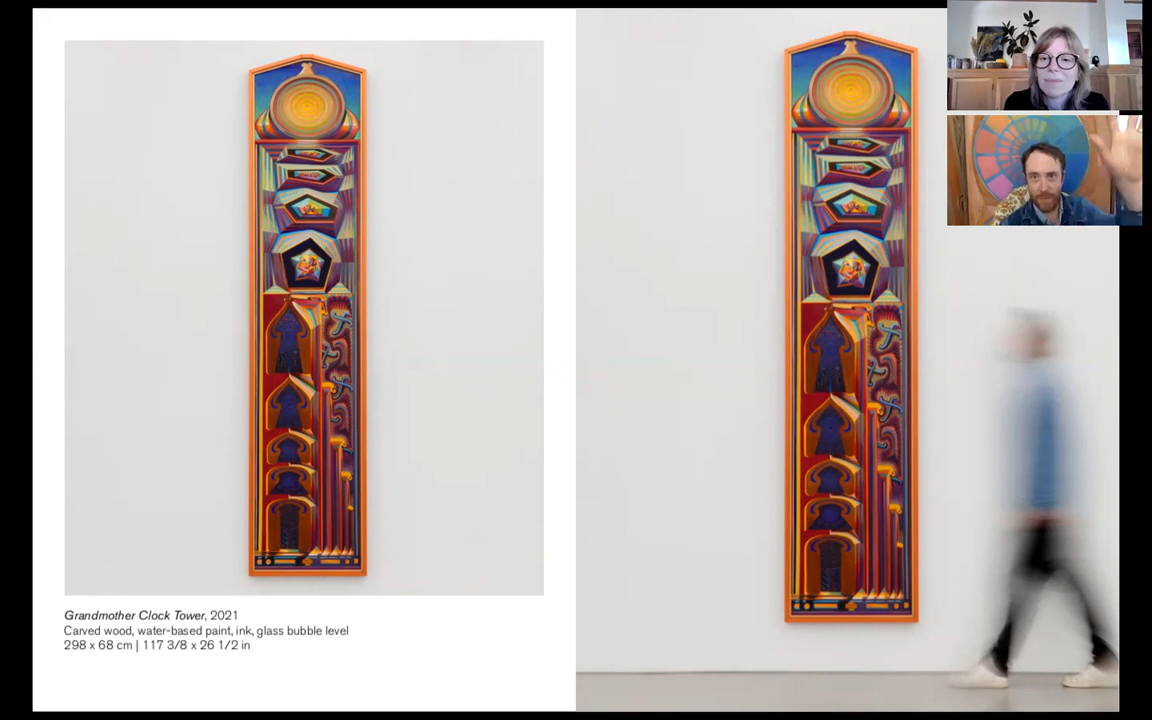 Grandmother Clock Tower, 2021
Carved wood, water-based paint, ink, glass bubble level
298 x 68 cm | 117 3/8 x 26 1/2 in